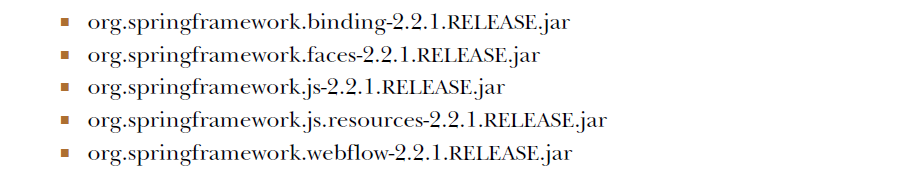 org.springframework.binding-2.2.1.RELEASE.jar
org.springframework.faces-2.2.1.RELEASE.jar
org.springframework.js-2.2.1.RELEASE.jar
org.springframework.js.resources-2.2.1.RELEASE.jar
org.springframework.webflow-2.2.1.RELEASE.jar